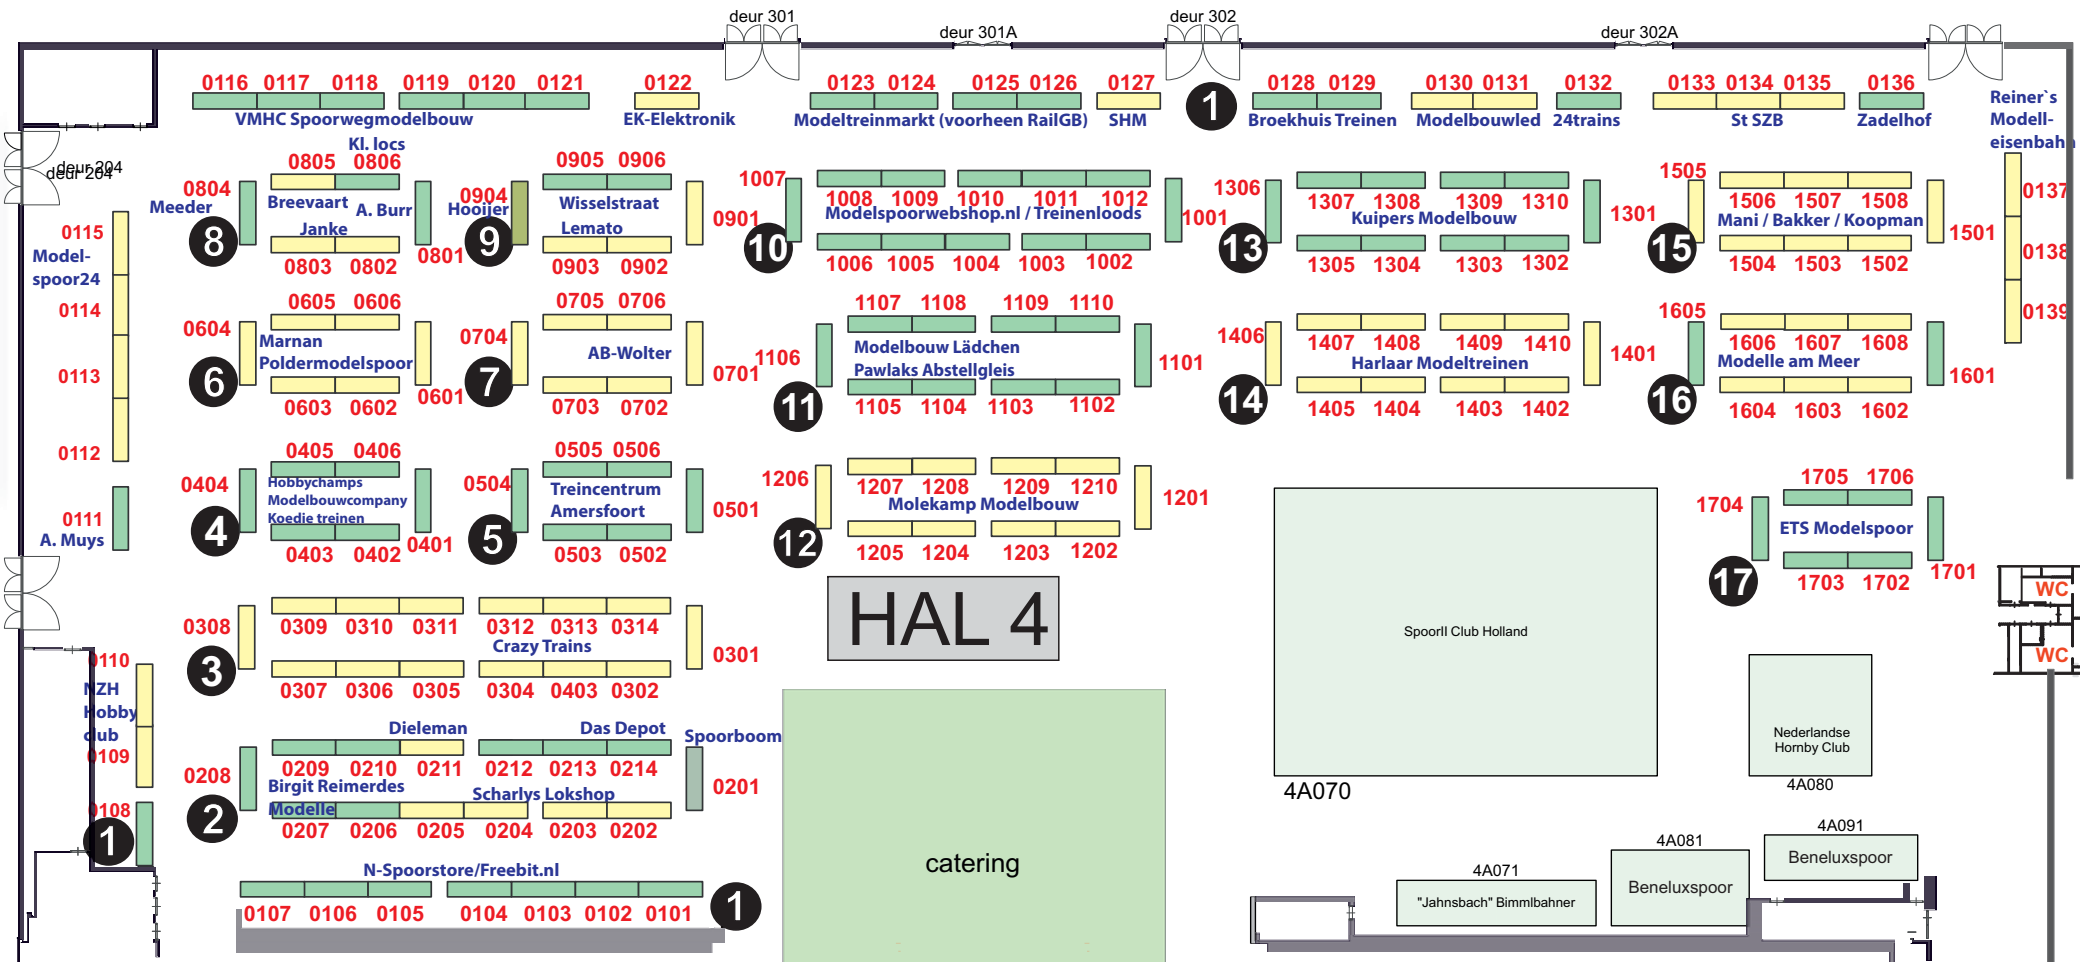 deur 301
deur 302
deur 301A
deur 302A
0116 0117 0118 0119 0120 0121 0122 0123 0124 0125 0126 0127 0128 0129 0130 0131 0132 0133 0134 0135 0136
VMHC Spoorwegmodelbouw
EK-Elektronik
Modeltreinmarkt (voorheen RailGB)
SHM
1
Broekhuis Treinen
Modelbouwled
24trains
St SZB
Zadelhof
Reiner`s
Modell-
eisenbahn
0137
0138
0139
deur 204
deur 204
Kl. locs
0805 0806
0804
Meeder
Breevaart
A. Burr
Janke
8
0803 0802
0801
0905 0906
0904
Hooijer
Wisselstraat
Lemato
9
0903 0902
0901
1007
1008 1009 1010 1011 1012
Modelspoorwebshop.nl / Treinenloods
1001
10
1006 1005 1004 1003 1002
1306
1307 1308 1309 1310
Kuipers Modelbouw
1301
13
1305 1304 1303 1302
1505
1506 1507 1508
Mani / Bakker / Koopman
1501
15
1504 1503 1502
0115
Model-
spoor24
0114
0113
0112
0111
A. Muys
0605 0606
0604
Marnan
Poldermodelspoor
6
0603 0602
0601
0705 0706
0704
AB-Wolter
7
0703 0702
0701
1107 1108 1109 1110
1106
Modelbouw Lädchen
Pawlaks Abstellgleis
1101
11
1105 1104 1103 1102
1406
1407 1408 1409 1410
Harlaar Modeltreinen
1401
14
1405 1404 1403 1402
1605
1606 1607 1608
Modelle am Meer
1601
16
1604 1603 1602
0405 0406
0404
Hobbychamps
Modelbouwcompany
Koedie treinen
4
0403 0402
0401
0505 0506
0504
Treincentrum
Amersfoort
0501
5
0503 0502
1206
1207 1208 1209 1210
Molekamp Modelbouw
1201
12
1205 1204 1203 1202
1705 1706
1704
ETS Modelspoor
17
1703 1702
1701
WC
WC
HAL 4
0308
0309 0310 0311 0312 0313 0314
Crazy Trains
0301
3
0307 0306 0305 0304 0403 0302
SpoorII Club Holland
4A070
Nederlandse
Hornby Club
4A080
0110
NZH
Hobby
club
0109
0108
1
Dieleman
Das Depot
Spoorboom
0208
0209 0210 0211 0212 0213 0214
0201
Birgit Reimerdes
Modelle
Scharlys Lokshop
2
0207 0206 0205 0204 0203 0202
N-Spoorstore/Freebit.nl
0107 0106 0105 0104 0103 0102 0101
1
catering
4A071
"Jahnsbach" Bimmlbahner
4A081
Beneluxspoor
4A091
Beneluxspoor